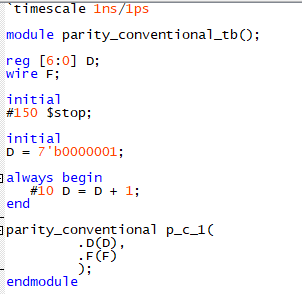 `timescale 1ns/1ps
module parity_conventional_tb();
reg [6:0] D;
wire F;
initial
#150 $stop;
initial
D = 7'b0000001;
always begin
#10 D = D + 1;
end
parity_conventional p_c_1(
.D(D),
.F(F)
);
endmodule